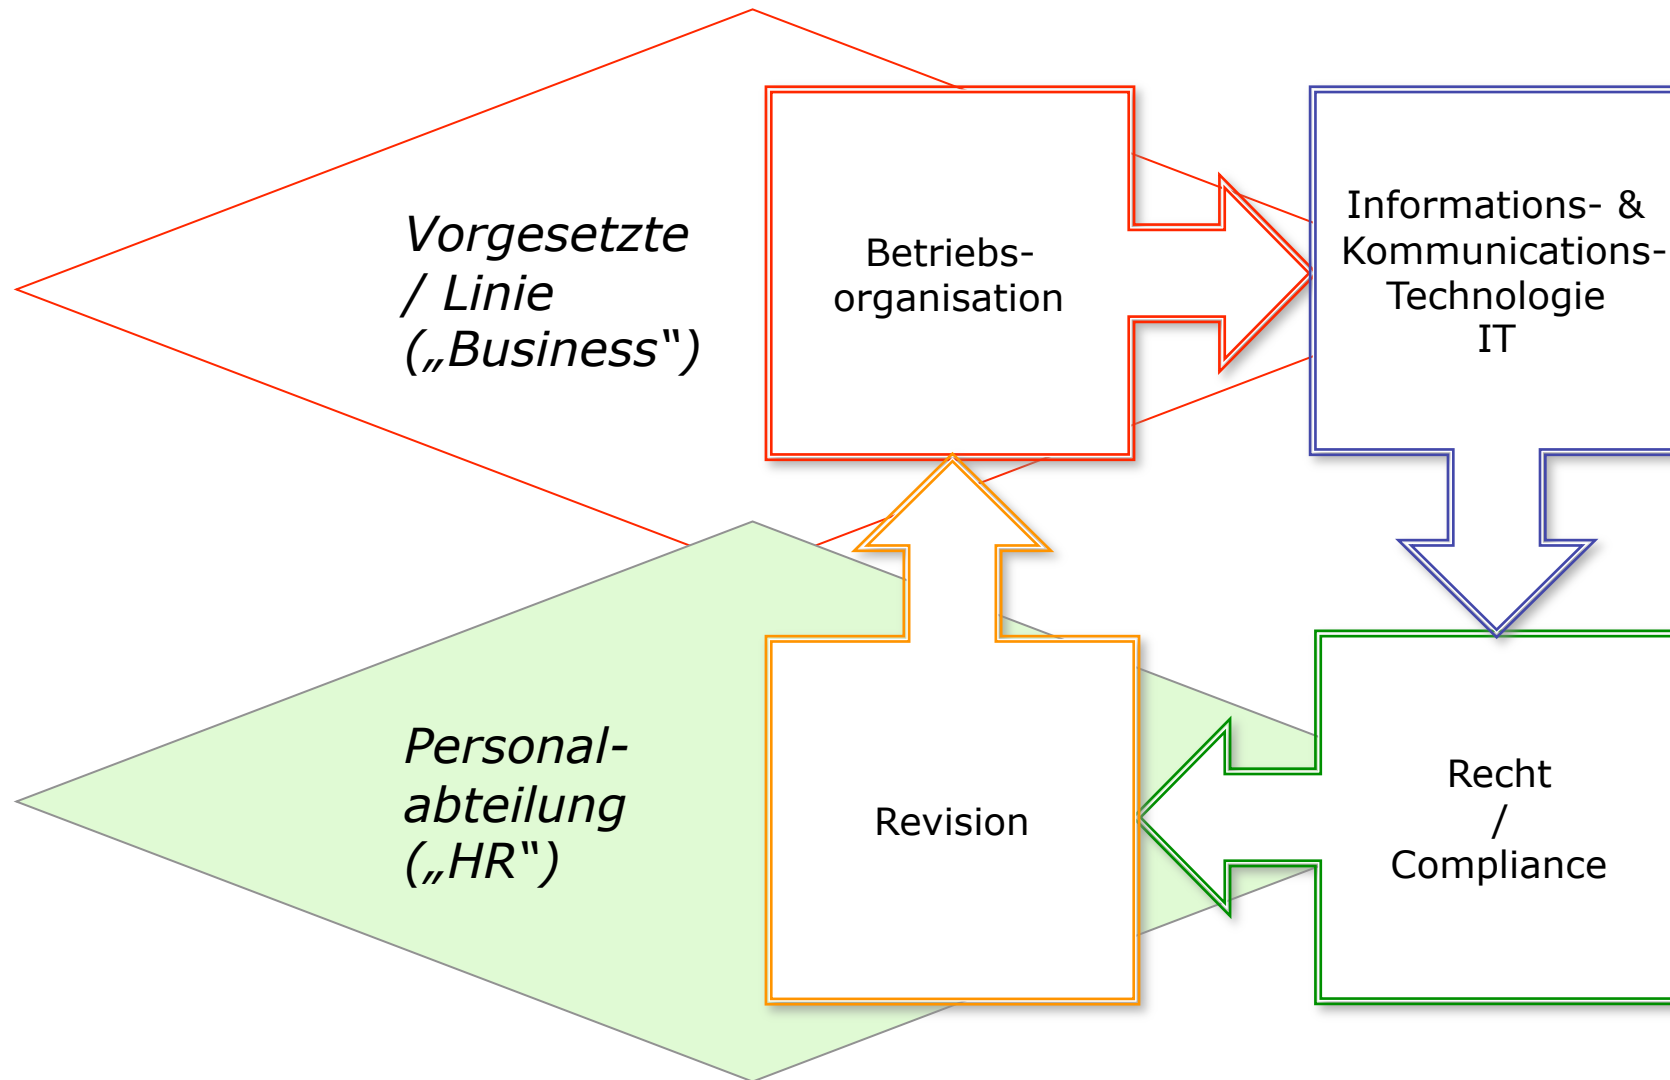 Vorgesetzte
/ Linie
(„Business“)
Betriebs-
organisation
Informations- &
Kommunications-
Technologie
IT
Personal-
abteilung
(„HR“)
Revision
Recht
/
Compliance